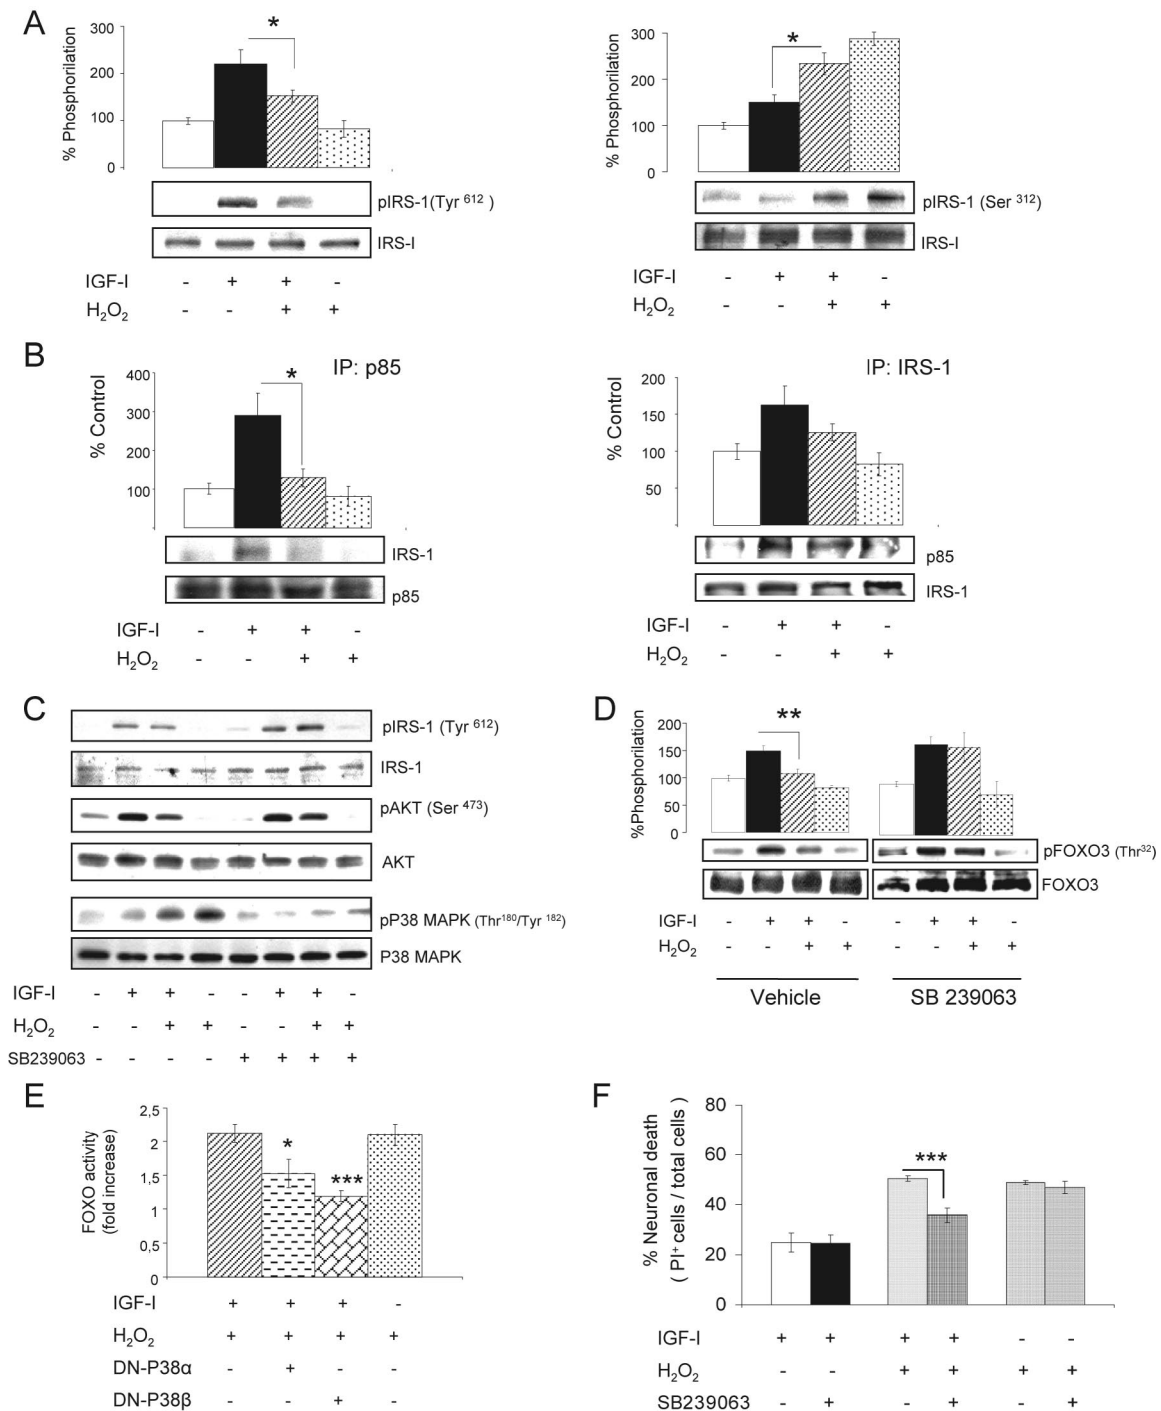 A
% Phosphorilation
300
200
100
0
*
pIRS-1(Tyr 612 )
IRS-I
IGF-I - + + -
H2O2 - - + +
% Phosphorilation
300
200
100
0
*
pIRS-1 (Ser 312)
IRS-I
IGF-I - + + -
H2O2 - - + +
B
IP: p85
% Control
400
300
200
100
*
IRS-1
p85
IGF-I - + + -
H2O2 - - + +
IP: IRS-1
% Control
200
150
100
50
p85
IRS-1
IGF-I - + + -
H2O2 - - + +
C
pIRS-1 (Tyr 612)
IRS-1
pAKT (Ser 473)
AKT
pP38 MAPK (Thr180/Tyr 182)
P38 MAPK
IGF-I - + + - - + + -
H2O2 - - + + - - + +
SB239063 - - - - + + + +
D
%Phosphorilation
200
150
100
50
0
**
pFOXO3 (Thr32)
FOXO3
IGF-I - + + - - + + -
H2O2 - - + + - - + +
Vehicle SB 239063
E
FOXO activity
(fold increase)
2,5
2
1,5
1
0,5
0
*
***
IGF-I + + + -
H2O2 + + + +
DN-P38α - + - -
DN-P38β - - + -
F
% Neuronal death
( PI+ cells / total cells)
80
60
40
20
0
***
IGF-I + + + + - -
H2O2 - - + + + +
SB239063 - + - + - +